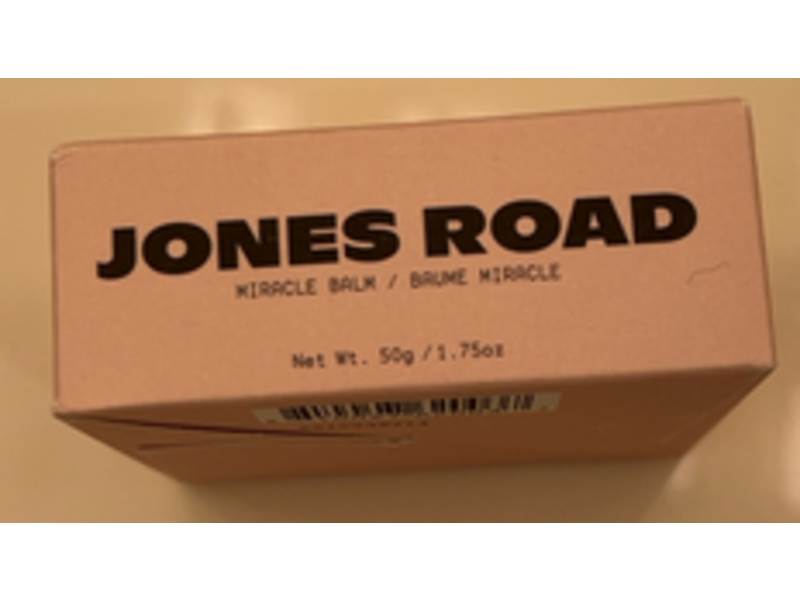 JONES ROAD
MIRACLE BALM / BAUME MIRACLE
Net Wt. 50g / 1.75oz